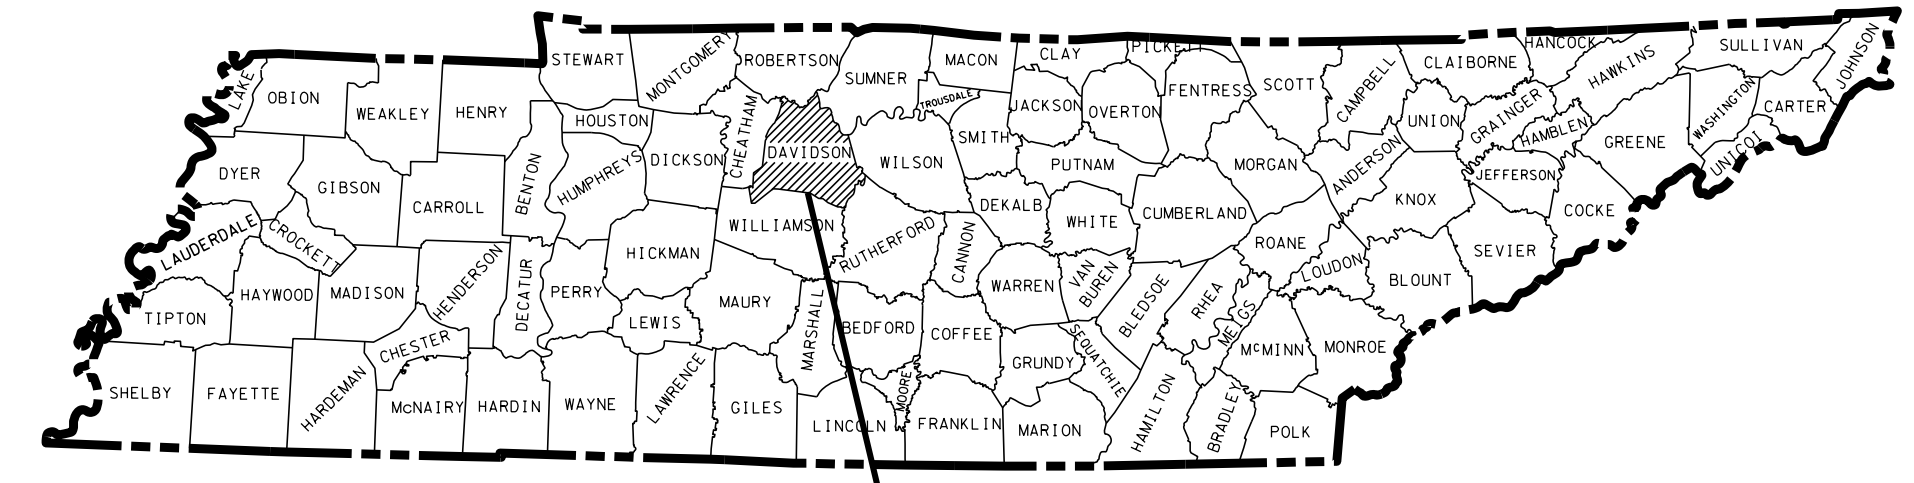 STEWART
MONTGOMERY
ROBERTSON
SUMNER
MACON
CLAY
PICKETT
FENTRESS
SCOTT
CAMPBELL
CLAIBORNE
HANCOCK
HAWKINS
SULLIVAN
JOHNSON
LAKE
OBION
WEAKLEY
HENRY
HOUSTON
DICKSON
CHEATHAM
DAVIDSON
TROUSDALE
SMITH
JACKSON
OVERTON
UNION
GRAINGER
HAMBLEN
GREENE
WASHINGTON
CARTER
UNICOI
DYER
GIBSON
CARROLL
BENTON
HUMPHREYS
WILSON
PUTNAM
MORGAN
ANDERSON
KNOX
JEFFERSON
COCKE
LAUDERDALE
CROCKETT
HENDERSON
DECATUR
PERRY
HICKMAN
WILLIAMSON
RUTHERFORD
CANNON
DEKALB
WHITE
CUMBERLAND
ROANE
LOUDON
BLOUNT
SEVIER
TIPTON
HAYWOOD
MADISON
CHESTER
LEWIS
MAURY
MARSHALL
BEDFORD
COFFEE
WARREN
VAN
BUREN
BLEDSOE
RHEA
MEIGS
McMINN
MONROE
SHELBY
FAYETTE
HARDEMAN
McNAIRY
HARDIN
WAYNE
LAWRENCE
GILES
LINCOLN
MOORE
FRANKLIN
GRUNDY
SEQUATCHIE
MARION
HAMILTON
BRADLEY
POLK